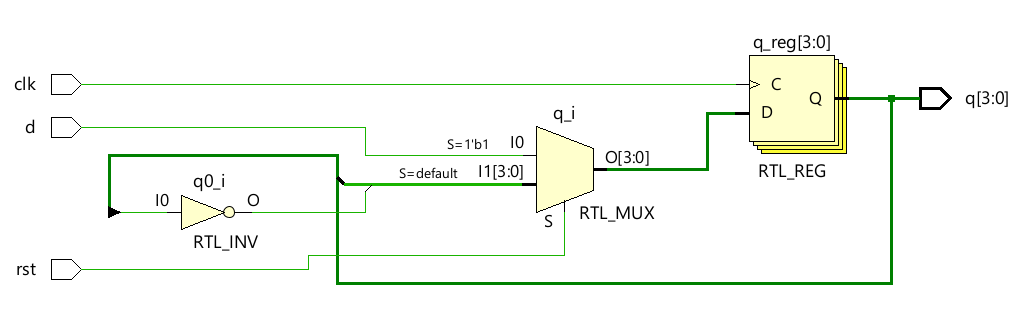 q_reg[3:0]
clk
C
Q
q[3:0]
d
D
q_i
S=1'b1
I0
O[3:0]
S=default
I1[3:0]
RTL_REG
q0_i
I0
O
RTL_MUX
S
RTL_INV
rst